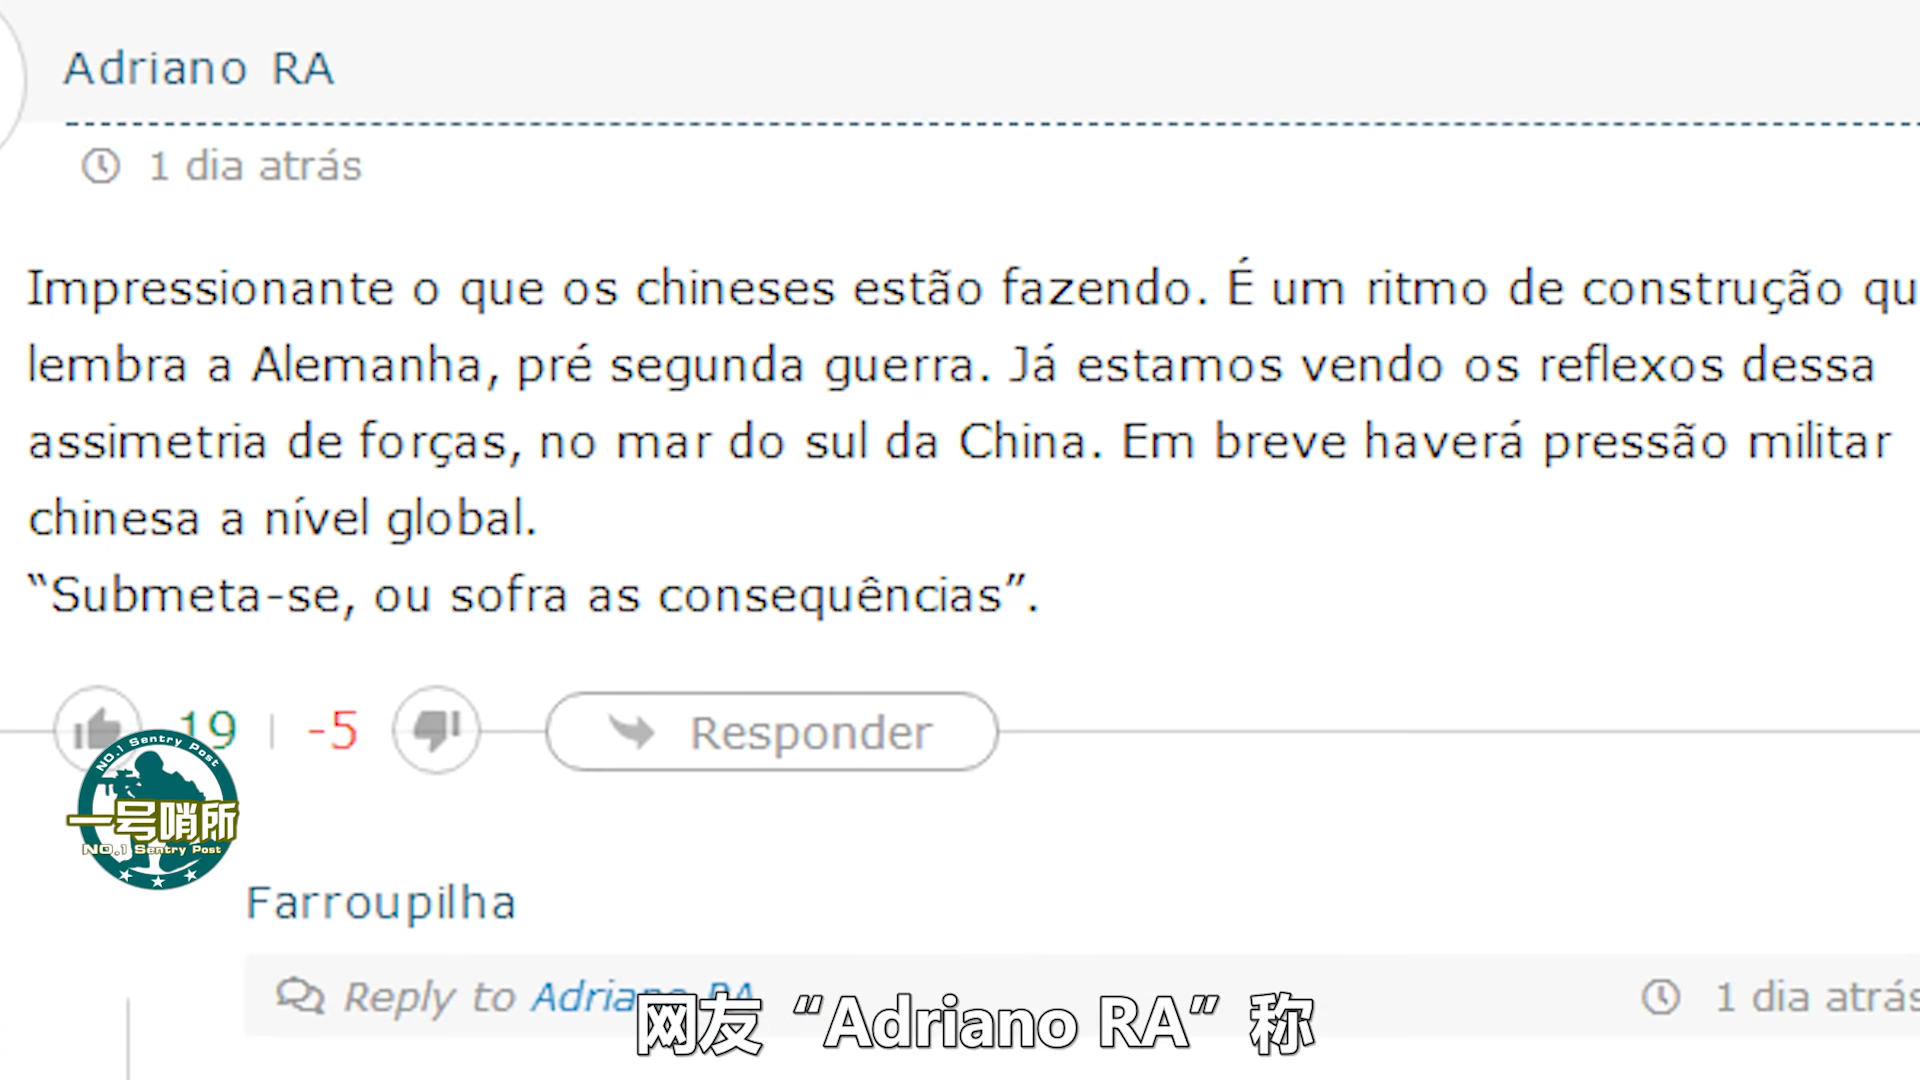 Adriano RA
1 dia atrás
Impressionante o que os chineses estão fazendo. É um ritmo de construção qu
lembra a Alemanha, pré segunda guerra. Já estamos vendo os reflexos dessa
assimetria de forças, no mar do sul da China. Em breve haverá pressão militar
chinesa a nível global.
“Submeta-se, ou sofra as consequências”.
19 | -5 Responder
NO.1 Sentry Post
一号哨所
NO.1 Sentry Post
Farroupilha
Reply to Adriano RA 1 dia atrás
网友“Adriano RA”称